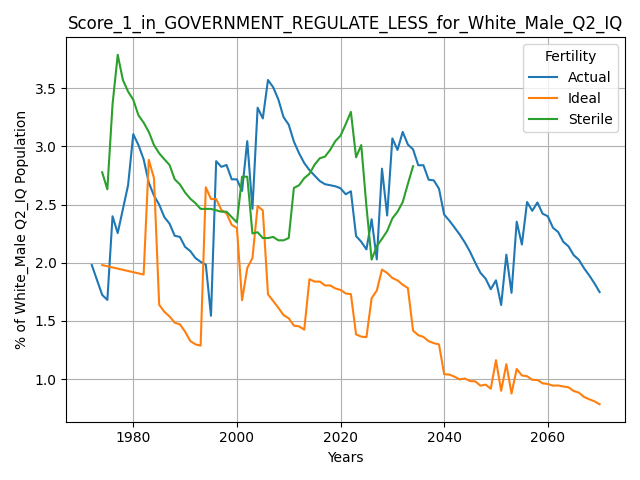 Score_1_in_GOVERNMENT_REGULATE_LESS_for_White_Male_Q2_IQ
Fertility
Actual
Ideal
Sterile
% of White_Male Q2_IQ Population
3.5
3.0
2.5
2.0
1.5
1.0
1980 2000 2020 2040 2060
Years